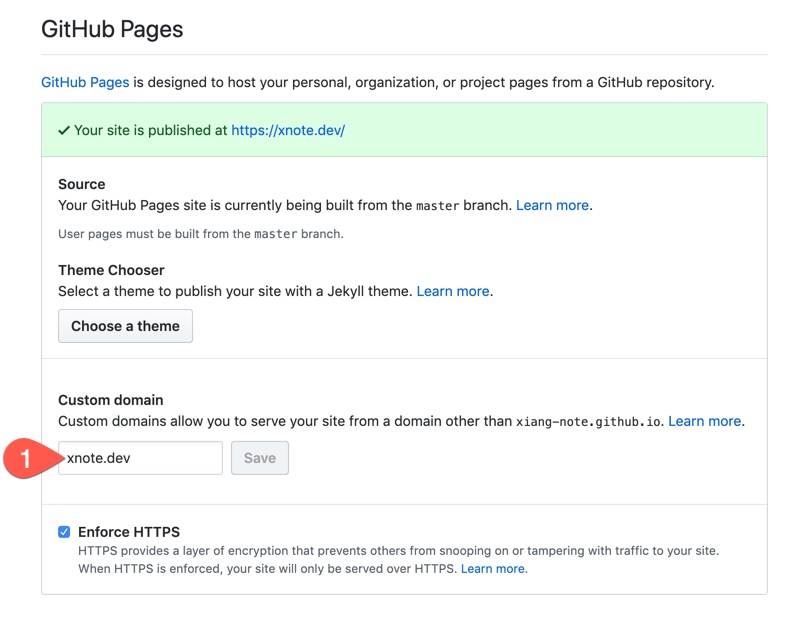 GitHub Pages
GitHub Pages is designed to host your personal, organization, or project pages from a GitHub repository.
Your site is published at https://xnote.dev/
Source
Your GitHub Pages site is currently being built from the master branch. Learn more.
User pages must be built from the master branch.
Theme Chooser
Select a theme to publish your site with a Jekyll theme. Learn more.
Choose a theme
Custom domain
Custom domains allow you to serve your site from a domain other than xiang-note.github.io. Learn more.
1 xnote.dev Save
Enforce HTTPS
HTTPS provides a layer of encryption that prevents others from snooping on or tampering with traffic to your site.
When HTTPS is enforced, your site will only be served over HTTPS. Learn more.